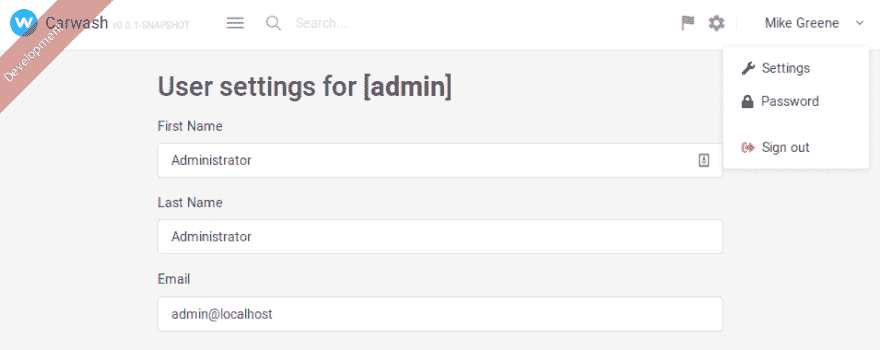 Development
Carwash v0.0.1-SNAPSHOT
Search...
Mike Greene
Settings
Password
Sign out
User settings for [admin]
First Name
Administrator
Last Name
Administrator
Email
admin@localhost